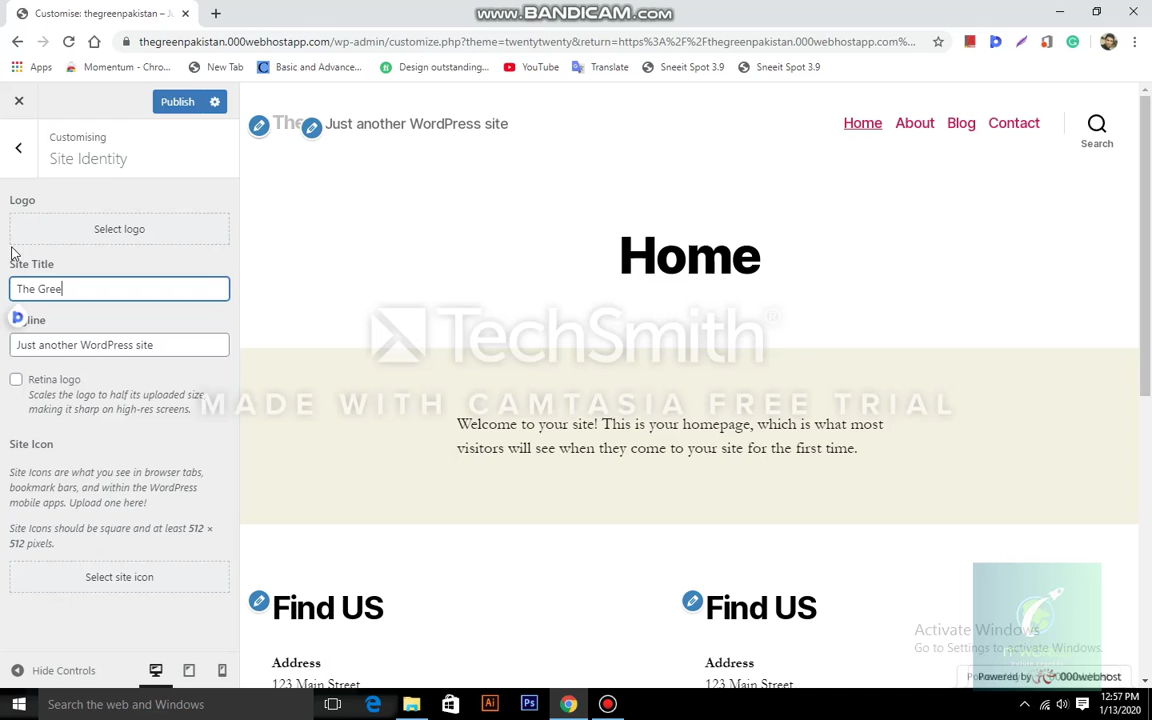 www.BANDICAM.com
Customise: thegreenpakistan – J
thegreenpakistan.000webhostapp.com/wp-admin/customize.php?theme=twentytwenty&return=https%3A%2F%2Fthegreenpakistan.000webhostapp.com%...
Apps
Momentum - Chro...
New Tab
Basic and Advance...
Design outstanding...
YouTube
Translate
Sneeit Spot 3.9
Sneeit Spot 3.9
Publish
Customising
Site Identity
Logo
Select logo
Site Title
The Gree
line
Just another WordPress site
Retina logo
Scales the logo to half its uploaded size,
making it sharp on high-res screens.
Site Icon
Site Icons are what you see in browser tabs,
bookmark bars, and within the WordPress
mobile apps. Upload one here!
Site Icons should be square and at least 512 ×
512 pixels.
Select site icon
Hide Controls
The
Just another WordPress site
Home
About
Blog
Contact
Search
Home
TechSmith®
MADE WITH CAMTASIA FREE TRIAL
Welcome to your site! This is your homepage, which is what most
visitors will see when they come to your site for the first time.
Find US
Address
123 Main Street
Find US
Address
123 Main Street
Activate Windows
Go to Settings to activate Windows.
Powered by 000webhost
Search the web and Windows
12:57 PM
1/13/2020